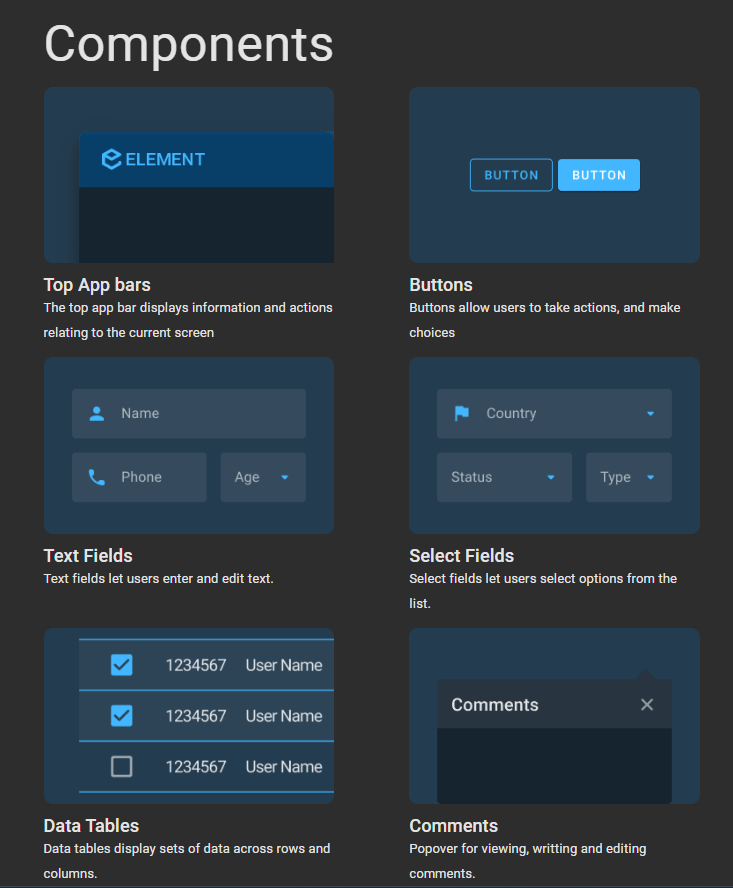 Components
ELEMENT
BUTTON BUTTON
Top App bars
The top app bar displays information and actions
relating to the current screen
Buttons
Buttons allow users to take actions, and make
choices
Name
Phone Age
Text Fields
Text fields let users enter and edit text.
Country
Status Type
Select Fields
Select fields let users select options from the
list.
1234567 User Name
1234567 User Name
1234567 User Name
Data Tables
Data tables display sets of data across rows and
columns.
Comments
Comments
Popover for viewing, writting and editing
comments.